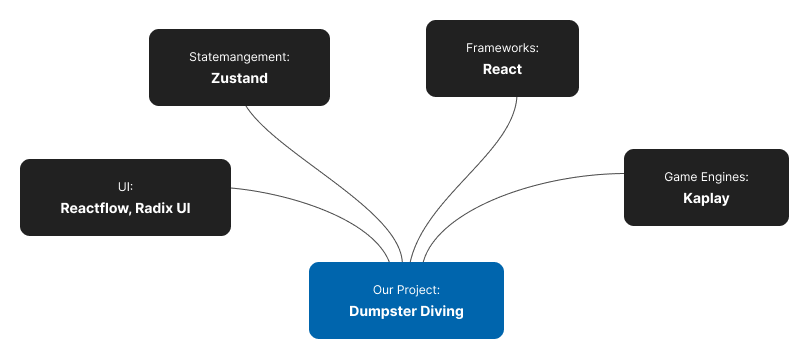 Statemangement:
Zustand
Frameworks:
React
UI:
Reactflow, Radix UI
Game Engines:
Kaplay
Our Project:
Dumpster Diving